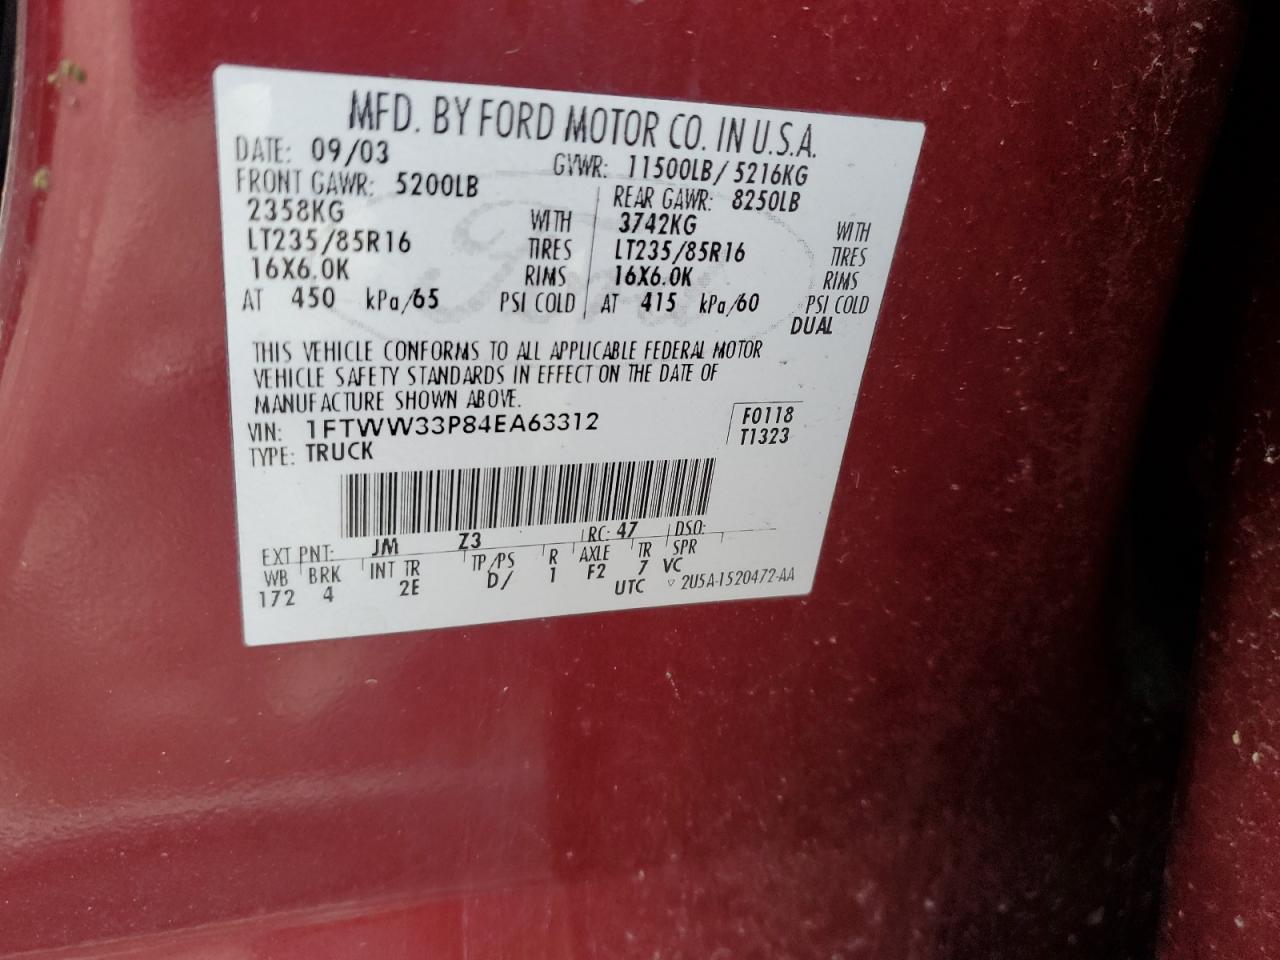 MFD. BY FORD MOTOR CO. IN U.S.A.
DATE: 09/03 GVWR: 11500LB/ 5216KG
FRONT GAWR: 5200LB REAR GAWR: 8250LB
2358KG WITH 3742KG WITH
LT235/85R16 TIRES LT235/85R16 TIRES
16X6.0K RIMS 16X6.0K RIMS
AT 450 kPa/65 PSI COLD AT 415 kPa/60 PSI COLD
DUAL
THIS VEHICLE CONFORMS TO ALL APPLICABLE FEDERAL MOTOR
VEHICLE SAFETY STANDARDS IN EFFECT ON THE DATE OF
MANUFACTURE SHOWN ABOVE.
VIN: 1FTWW33P84EA63312 F0118
TYPE: TRUCK T1323
EXT PNT: JM Z3 RC: 47 DSO:
WB BRK INT TR TP/PS R AXLE TR SPR
172 4 2E D/ 1 F2 7 VC
UTC ▽ 2U5A-1520472-AA
Ford